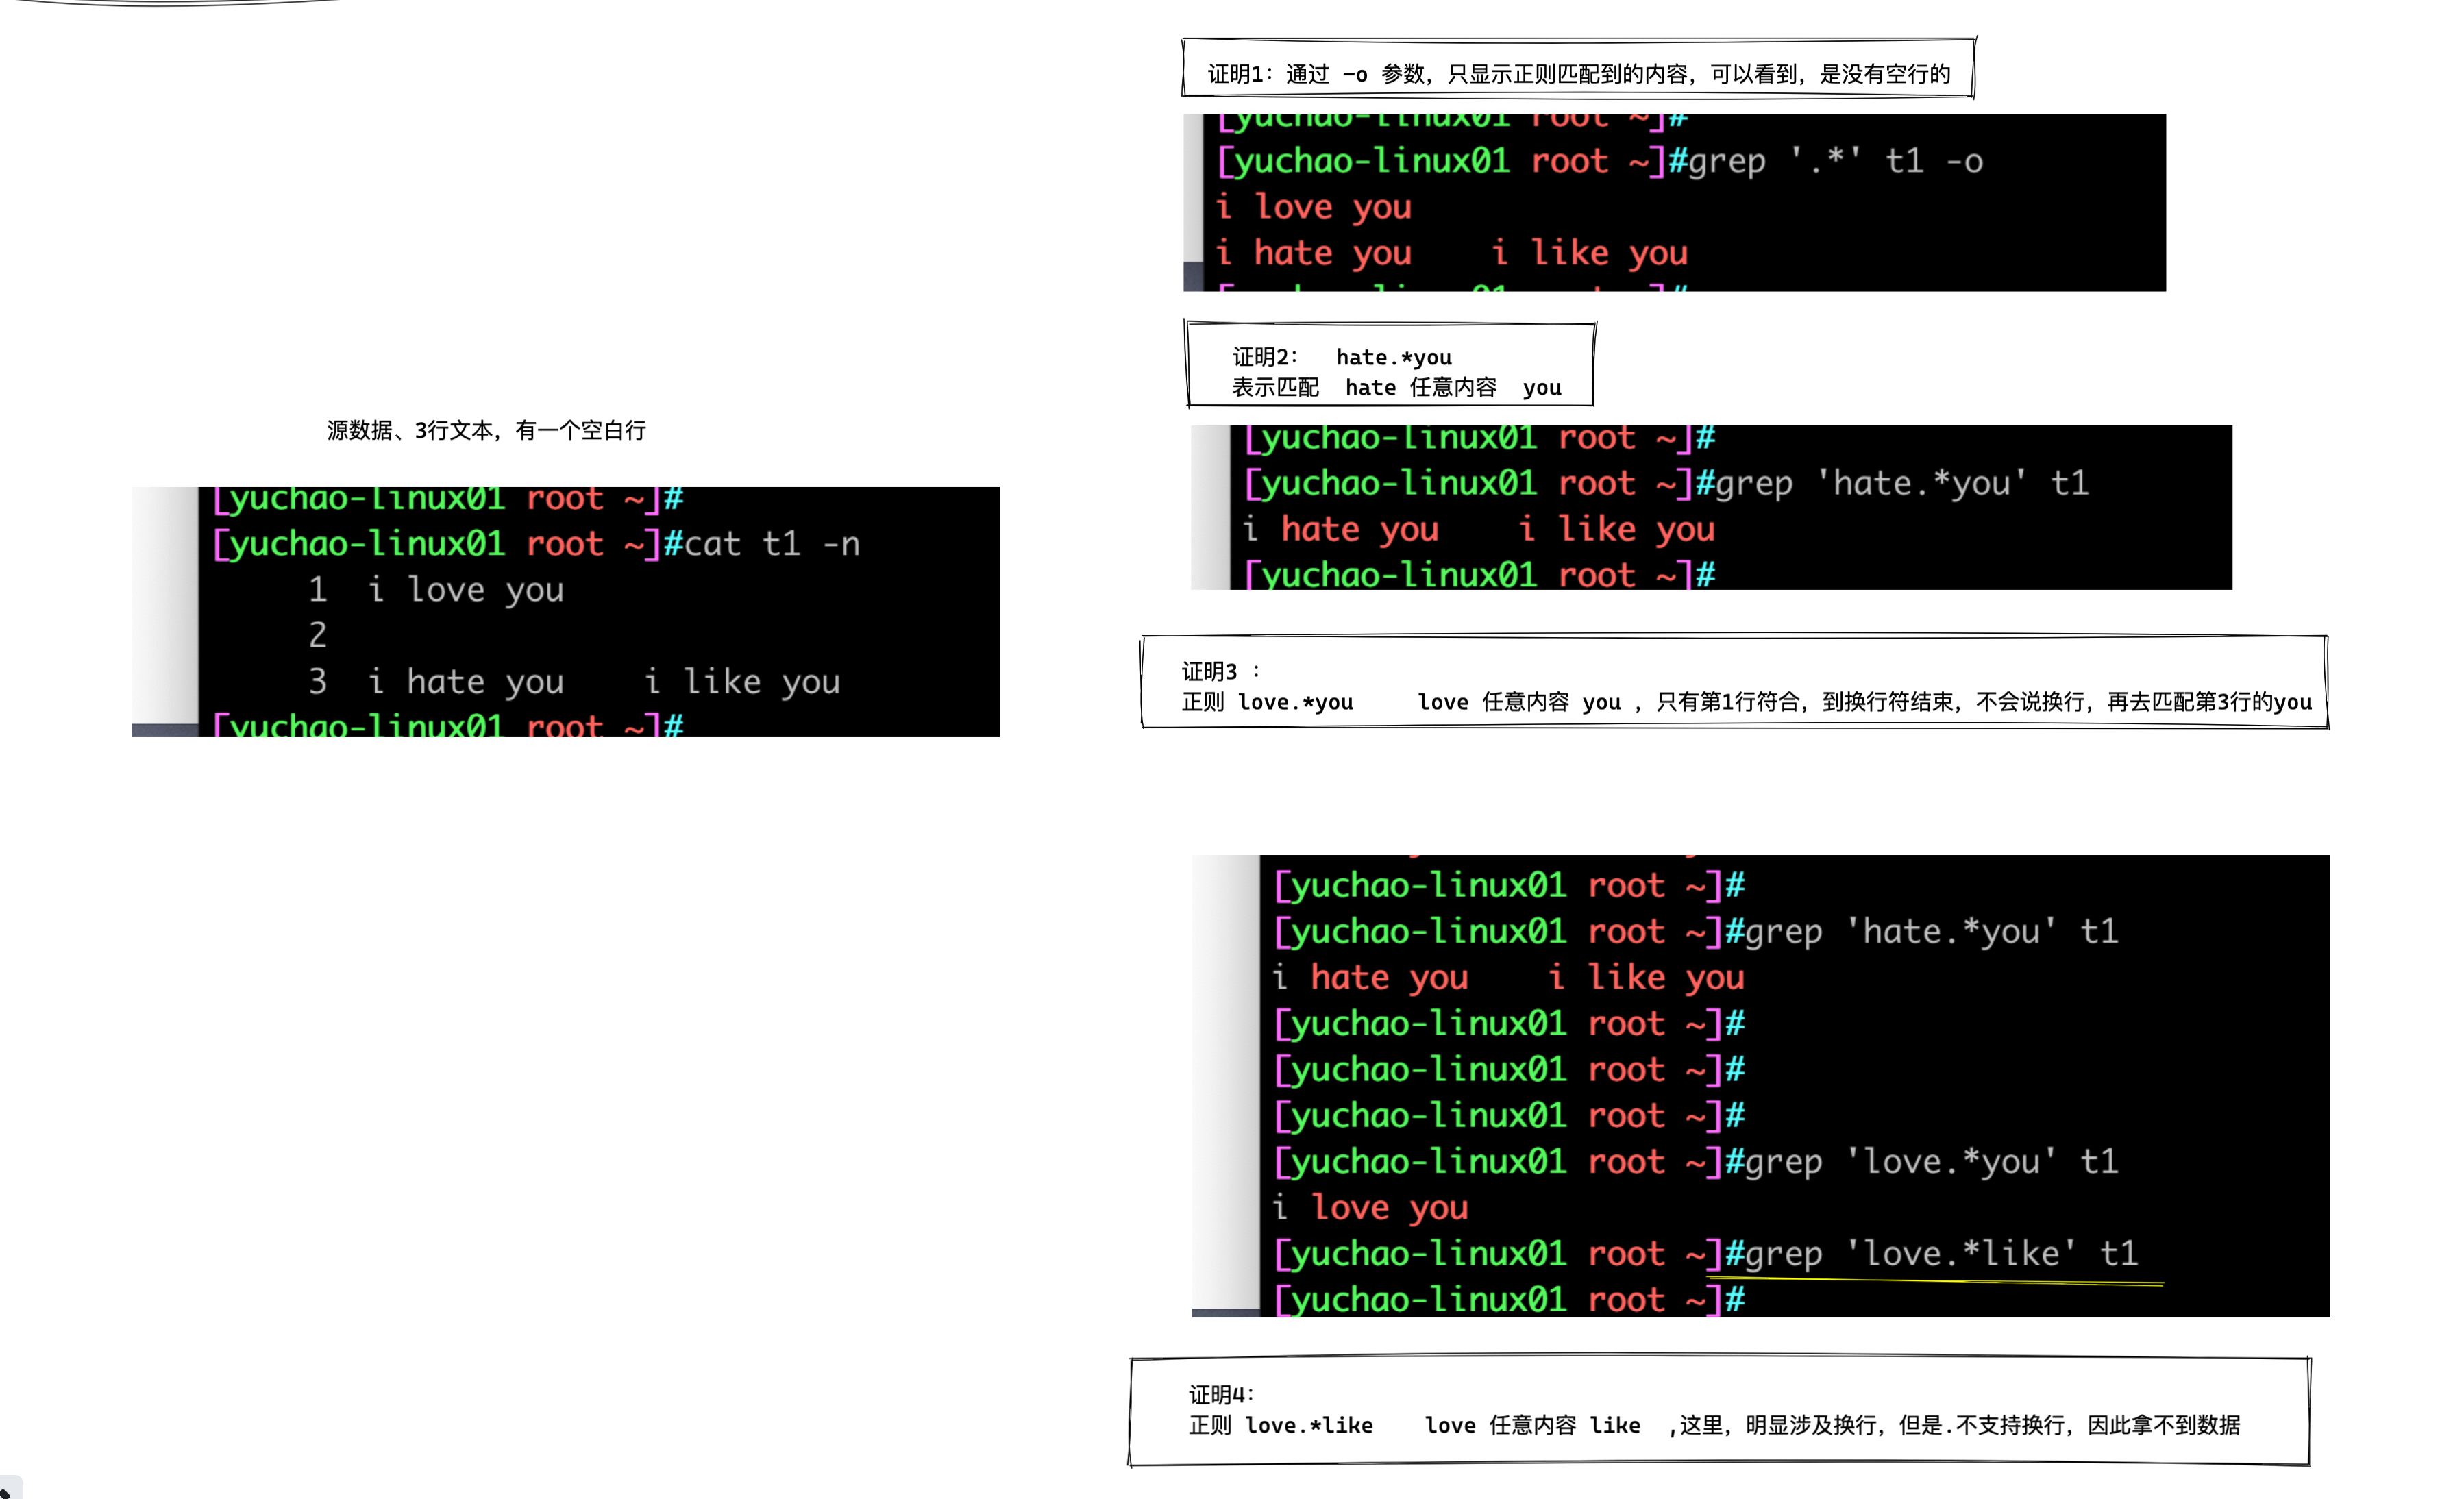 源数据、3行文本，有一个空白行
[yuchao-linux01 root ~]#
[yuchao-linux01 root ~]#cat t1 -n
1 i love you
2
3 i hate you    i like you
[yuchao-linux01 root ~]#
证明1：通过 -o 参数，只显示正则匹配到的内容，可以看到，是没有空行的
[yuchao-linux01 root ~]#
[yuchao-linux01 root ~]#grep '.*' t1 -o
i love you
i hate you    i like you
证明2：  hate.*you
表示匹配  hate 任意内容  you
[yuchao-linux01 root ~]#
[yuchao-linux01 root ~]#grep 'hate.*you' t1
i hate you    i like you
[yuchao-linux01 root ~]#
证明3 ：
正则 love.*you     love 任意内容 you ，只有第1行符合，到换行符结束，不会说换行，再去匹配第3行的you
[yuchao-linux01 root ~]#
[yuchao-linux01 root ~]#grep 'hate.*you' t1
i hate you    i like you
[yuchao-linux01 root ~]#
[yuchao-linux01 root ~]#
[yuchao-linux01 root ~]#
[yuchao-linux01 root ~]#grep 'love.*you' t1
i love you
[yuchao-linux01 root ~]#grep 'love.*like' t1
[yuchao-linux01 root ~]#
证明4：
正则 love.*like    love 任意内容 like  ,这里，明显涉及换行，但是.不支持换行，因此拿不到数据